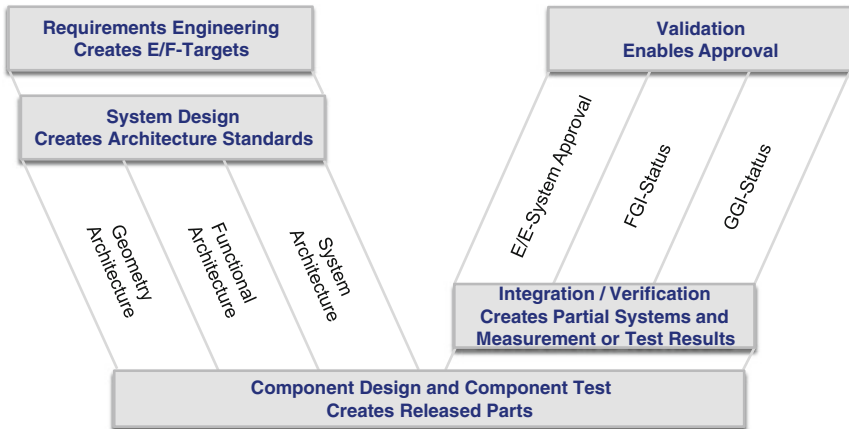 Requirements Engineering
Creates E/F-Targets
System Design
Creates Architecture Standards
Geometry
Architecture
Functional
Architecture
System
Architecture
Validation
Enables Approval
E/E-System Approval
FGI-Status
GGI-Status
Integration / Verification
Creates Partial Systems and
Measurement or Test Results
Component Design and Component Test
Creates Released Parts